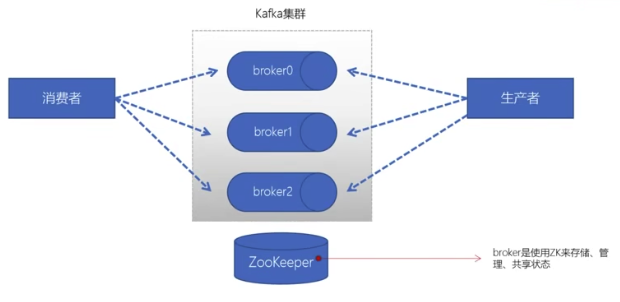 Kafka集群
broker0
消费者
生产者
broker1
broker2
ZooKeeper
broker是使用ZK来存储、管
理、共享状态